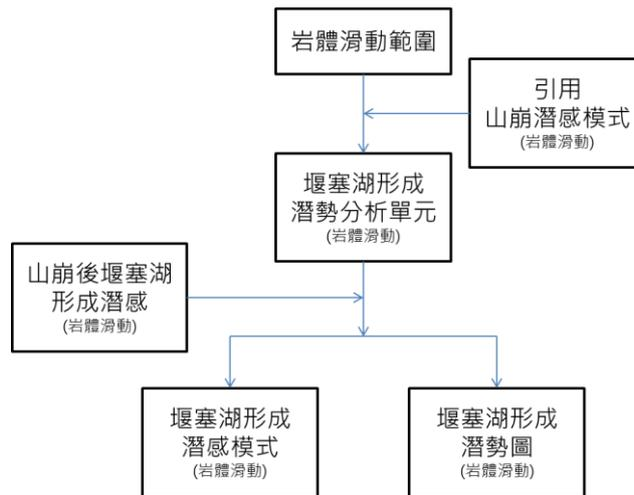 岩體滑動範圍
引用
山崩潛感模式
(岩體滑動)
堰塞湖形成
潛勢分析單元
(岩體滑動)
山崩後堰塞湖
形成潛感
(岩體滑動)
堰塞湖形成
潛感模式
(岩體滑動)
堰塞湖形成
潛勢圖
(岩體滑動)